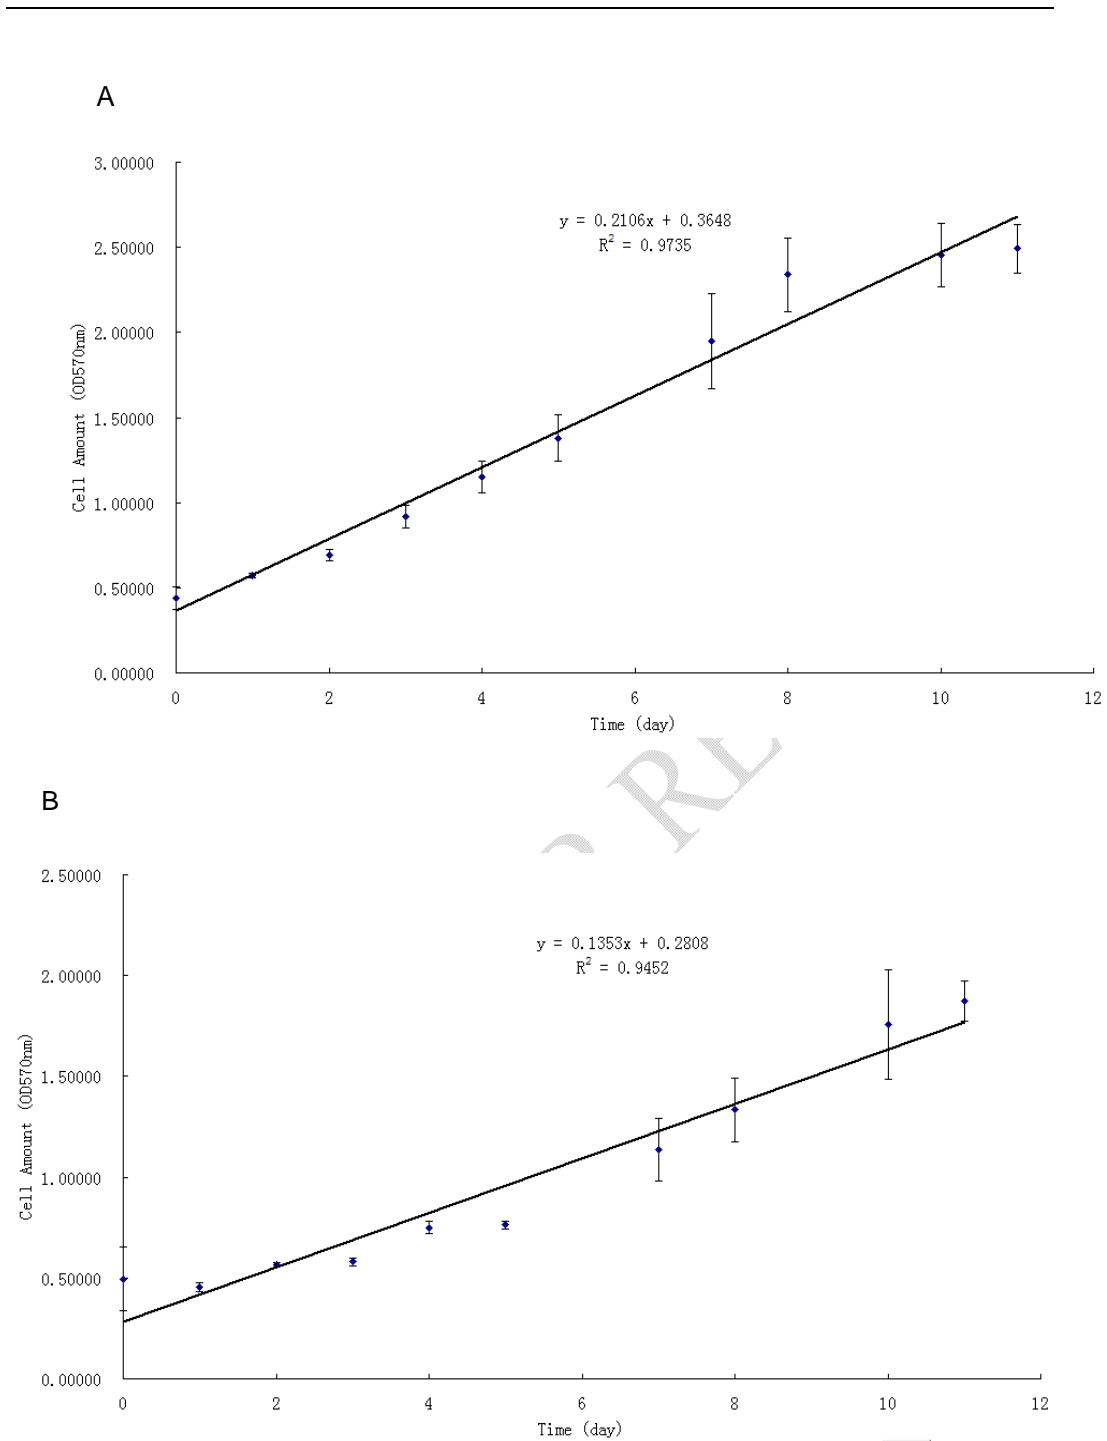 A
3.00000
y = 0.2106x + 0.3648
R² = 0.9735
2.50000
2.00000
1.50000
1.00000
0.50000
0.00000
Cell Amount (OD570nm)
0 2 4 6 8 10 12
Time (day)
B
2.50000
y = 0.1353x + 0.2808
R² = 0.9452
2.00000
1.50000
1.00000
0.50000
0.00000
Cell Amount (OD570nm)
0 2 4 6 8 10 12
Time (day)